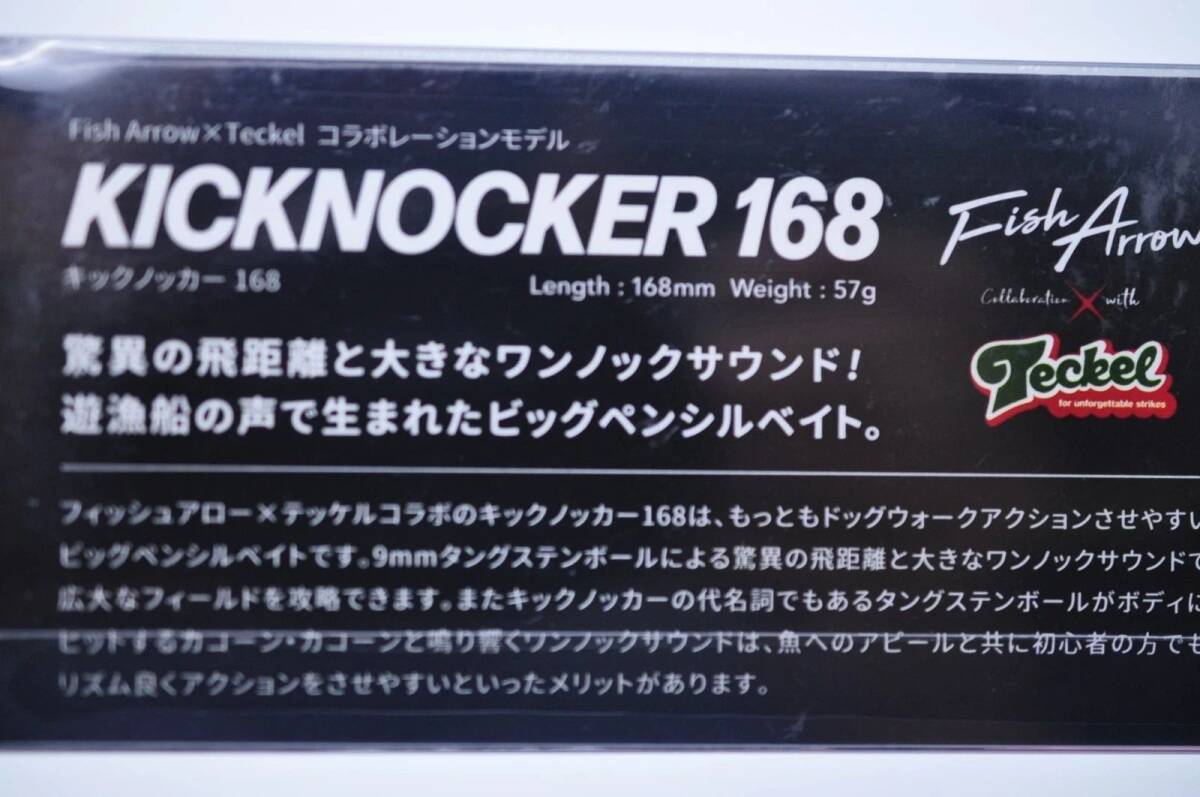 Fish Arrow×Teckel コラボレーションモデル
KICKNOCKER 168
キックノッカー 168
Length : 168mm Weight : 57g
驚異の飛距離と大きなワンノックサウンド!
遊漁船の声で生まれたビッグペンシルベイト。
Fish Arrow
Collaboration × with
Teckel
for unforgettable strikes
フィッシュアロー×テッケルコラボのキックノッカー168は、もっともドッグウォークアクションさせやすい
ビッグペンシルベイトです。9mmタングステンボールによる驚異の飛距離と大きなワンノックサウンドで
広大なフィールドを攻略できます。またキックノッカーの代名詞でもあるタングステンボールがボディに
ヒットするカコーン・カコーンと鳴り響くワンノックサウンドは、魚へのアピールと共に初心者の方でも
リズム良くアクションをさせやすいといったメリットがあります。